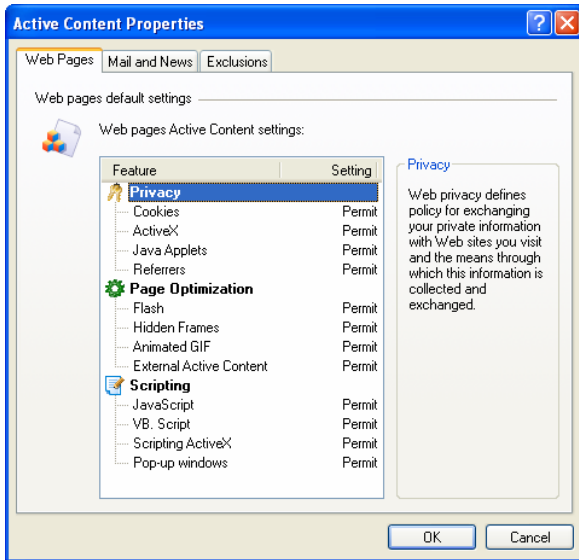 Active Content Properties
Web Pages Mail and News Exclusions
Web pages default settings
Web pages Active Content settings:
Feature Setting
Privacy
Cookies Permit
ActiveX Permit
Java Applets Permit
Referrers Permit
Page Optimization
Flash Permit
Hidden Frames Permit
Animated GIF Permit
External Active Content Permit
Scripting
JavaScript Permit
VB. Script Permit
Scripting ActiveX Permit
Pop-up windows Permit
Privacy
Web privacy defines
policy for exchanging
your private information
with Web sites you visit
and the means through
which this information is
collected and
exchanged.
OK Cancel